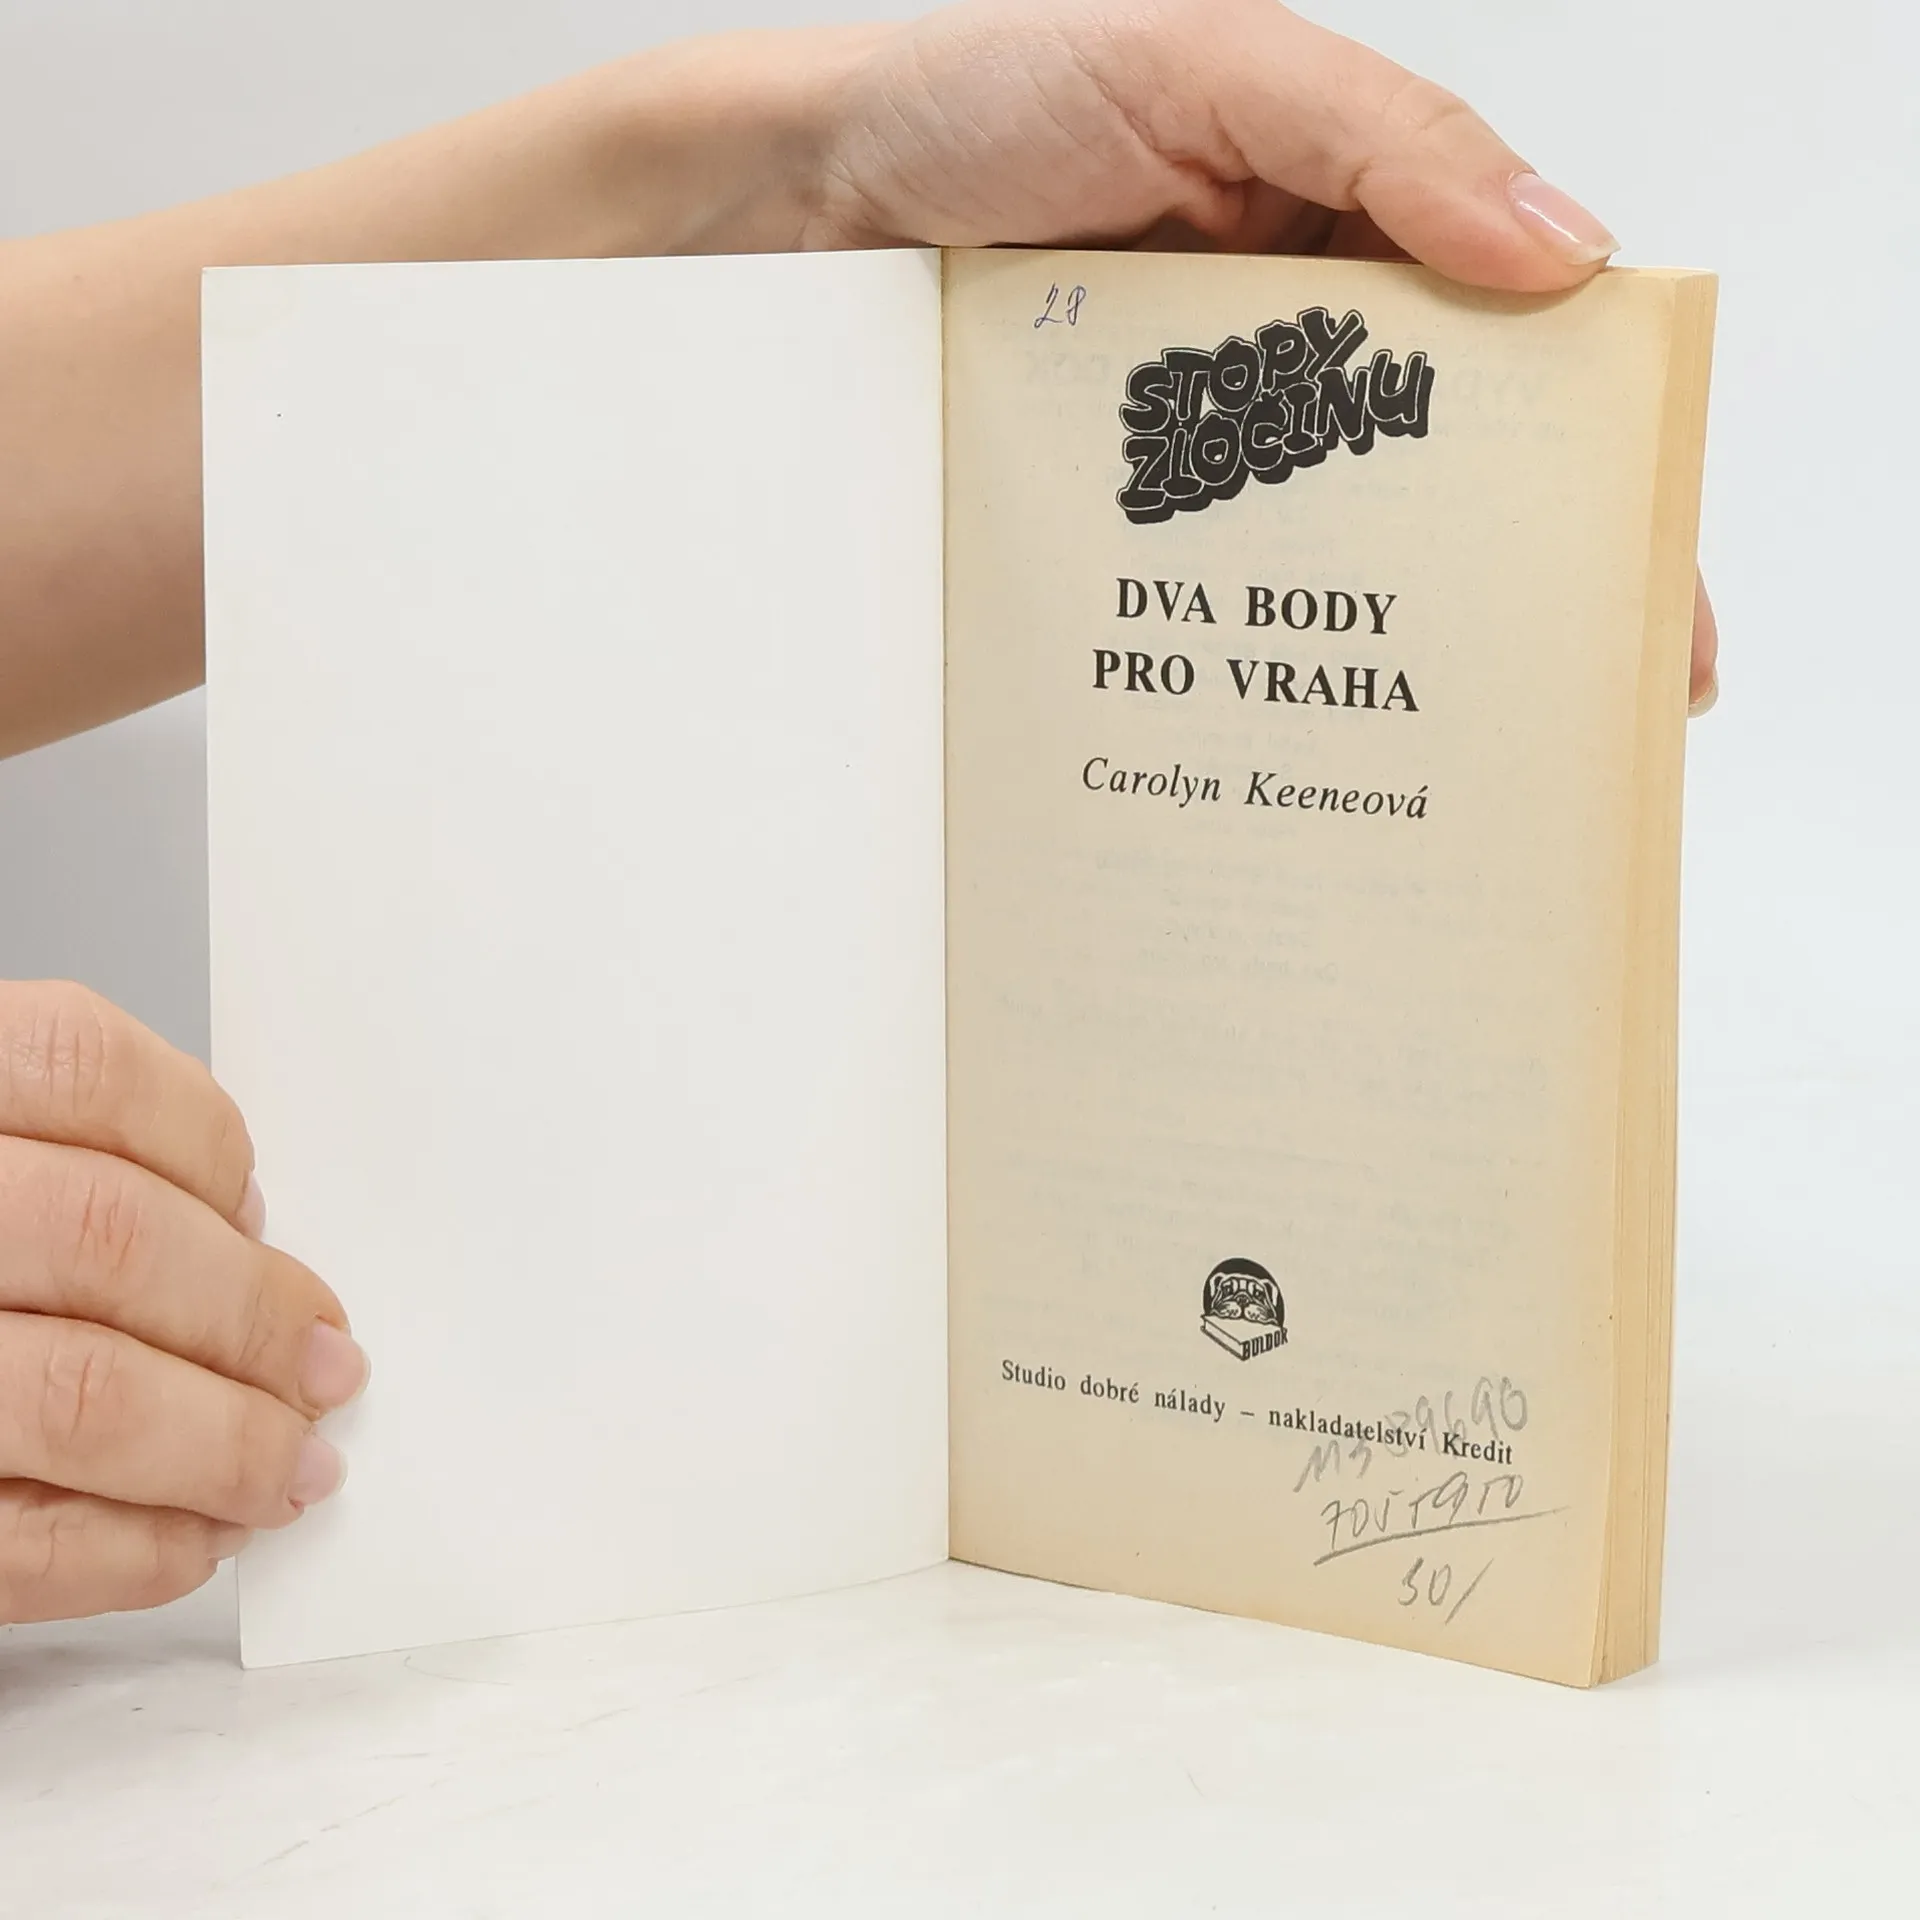 28
STOPY
ZLOČINU
DVA BODY
PRO VRAHA
Carolyn Keeneová
BULDOK
Studio dobré nálady – nakladatelství Kredit
30/